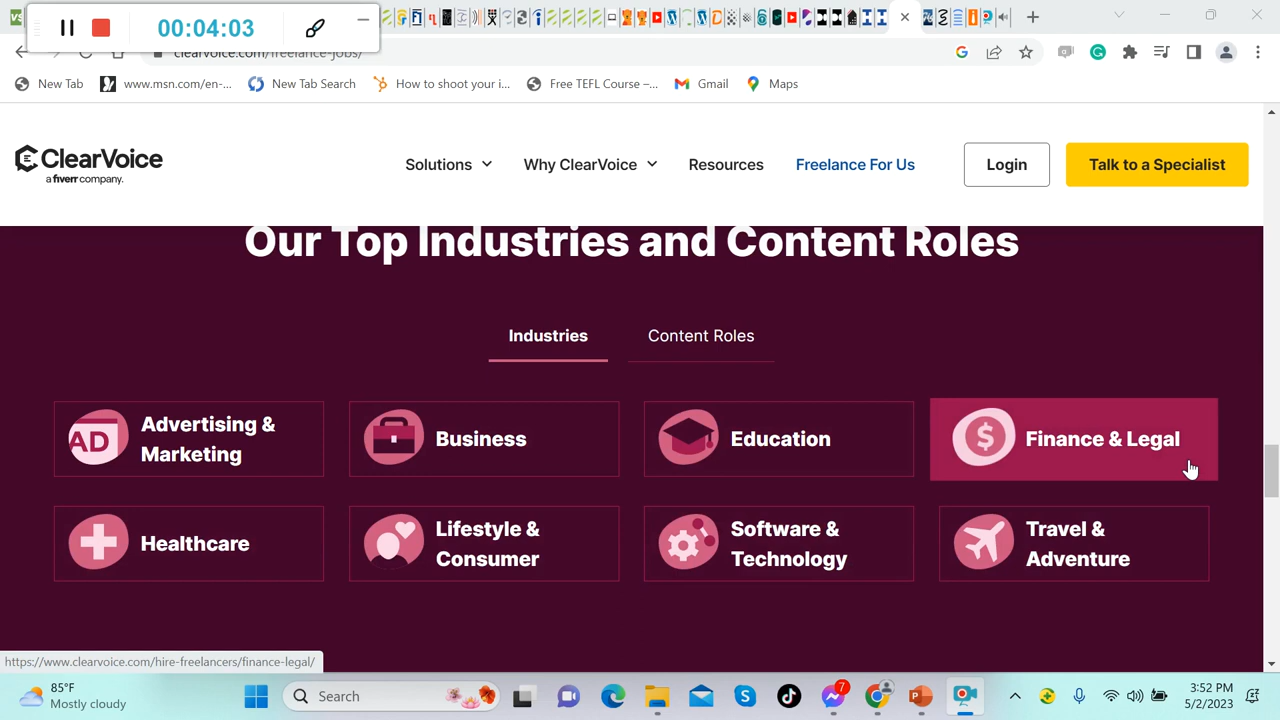 00:04:03
clearvoice.com/freelance-jobs/
New Tab
www.msn.com/en-...
New Tab Search
How to shoot your i...
Free TEFL Course –...
Gmail
Maps
ClearVoice
a fiverr company.
Solutions
Why ClearVoice
Resources
Freelance For Us
Login
Talk to a Specialist
Our Top Industries and Content Roles
Industries
Content Roles
AD
Advertising &
Marketing
Business
Education
$
Finance & Legal
Healthcare
Lifestyle &
Consumer
Software &
Technology
Travel &
Adventure
https://www.clearvoice.com/hire-freelancers/finance-legal/
85°F
Mostly cloudy
Search
7
3:52 PM
5/2/2023